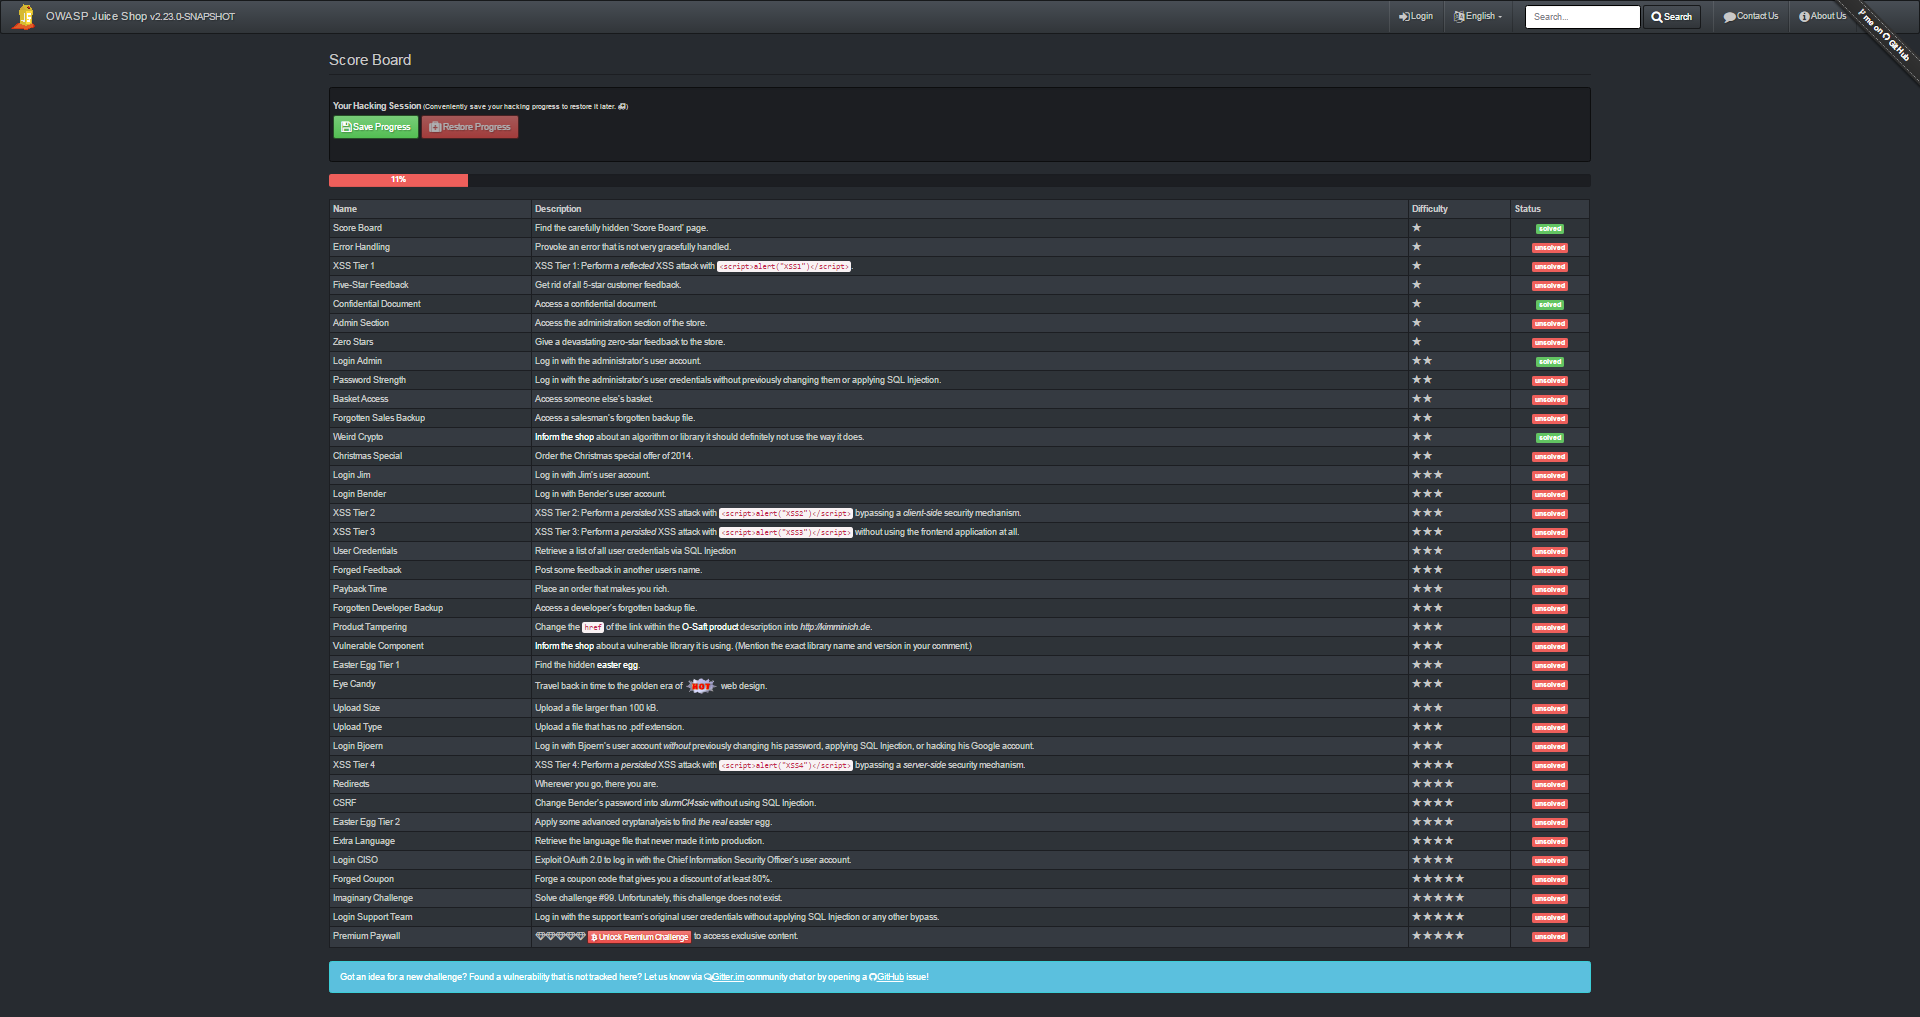 OWASP Juice Shop v2.23.0-SNAPSHOT
Login
English
Search...
Search
Contact Us
About Us
me on GitHub
Score Board
Your Hacking Session (Conveniently save your hacking progress to restore it later. )
Save Progress Restore Progress
11%
Name Description Difficulty Status
Score Board Find the carefully hidden 'Score Board' page. ★ solved
Error Handling Provoke an error that is not very gracefully handled. ★ unsolved
XSS Tier 1 XSS Tier 1: Perform a reflected XSS attack with <script>alert("XSS1")</script>. ★ unsolved
Five-Star Feedback Get rid of all 5-star customer feedback. ★ unsolved
Confidential Document Access a confidential document. ★ solved
Admin Section Access the administration section of the store. ★ unsolved
Zero Stars Give a devastating zero-star feedback to the store. ★ unsolved
Login Admin Log in with the administrator's user account. ★★ solved
Password Strength Log in with the administrator's user credentials without previously changing them or applying SQL Injection. ★★ unsolved
Basket Access Access someone else's basket. ★★ unsolved
Forgotten Sales Backup Access a salesman's forgotten backup file. ★★ unsolved
Weird Crypto Inform the shop about an algorithm or library it should definitely not use the way it does. ★★ solved
Christmas Special Order the Christmas special offer of 2014. ★★ unsolved
Login Jim Log in with Jim's user account. ★★★ unsolved
Login Bender Log in with Bender's user account. ★★★ unsolved
XSS Tier 2 XSS Tier 2: Perform a persisted XSS attack with <script>alert("XSS2")</script> bypassing a client-side security mechanism. ★★★ unsolved
XSS Tier 3 XSS Tier 3: Perform a persisted XSS attack with <script>alert("XSS3")</script> without using the frontend application at all. ★★★ unsolved
User Credentials Retrieve a list of all user credentials via SQL Injection ★★★ unsolved
Forged Feedback Post some feedback in another users name. ★★★ unsolved
Payback Time Place an order that makes you rich. ★★★ unsolved
Forgotten Developer Backup Access a developer's forgotten backup file. ★★★ unsolved
Product Tampering Change the href of the link within the O-Saft product description into http://kimminich.de. ★★★ unsolved
Vulnerable Component Inform the shop about a vulnerable library it is using. (Mention the exact library name and version in your comment.) ★★★ unsolved
Easter Egg Tier 1 Find the hidden easter egg. ★★★ unsolved
Eye Candy Travel back in time to the golden era of HOT web design. ★★★ unsolved
Upload Size Upload a file larger than 100 kB. ★★★ unsolved
Upload Type Upload a file that has no .pdf extension. ★★★ unsolved
Login Bjoern Log in with Bjoern's user account without previously changing his password, applying SQL Injection, or hacking his Google account. ★★★ unsolved
XSS Tier 4 XSS Tier 4: Perform a persisted XSS attack with <script>alert("XSS4")</script> bypassing a server-side security mechanism. ★★★★ unsolved
Redirects Wherever you go, there you are. ★★★★ unsolved
CSRF Change Bender's password into slurmCl4ssic without using SQL Injection. ★★★★ unsolved
Easter Egg Tier 2 Apply some advanced cryptanalysis to find the real easter egg. ★★★★ unsolved
Extra Language Retrieve the language file that never made it into production. ★★★★ unsolved
Login CISO Exploit OAuth 2.0 to log in with the Chief Information Security Officer's user account. ★★★★ unsolved
Forged Coupon Forge a coupon code that gives you a discount of at least 80%. ★★★★★ unsolved
Imaginary Challenge Solve challenge #99. Unfortunately, this challenge does not exist. ★★★★★ unsolved
Login Support Team Log in with the support team's original user credentials without applying SQL Injection or any other bypass. ★★★★★ unsolved
Premium Paywall Unlock Premium Challenge to access exclusive content. ★★★★★ unsolved
Got an idea for a new challenge? Found a vulnerability that is not tracked here? Let us know via Gitter.im community chat or by opening a GitHub issue!